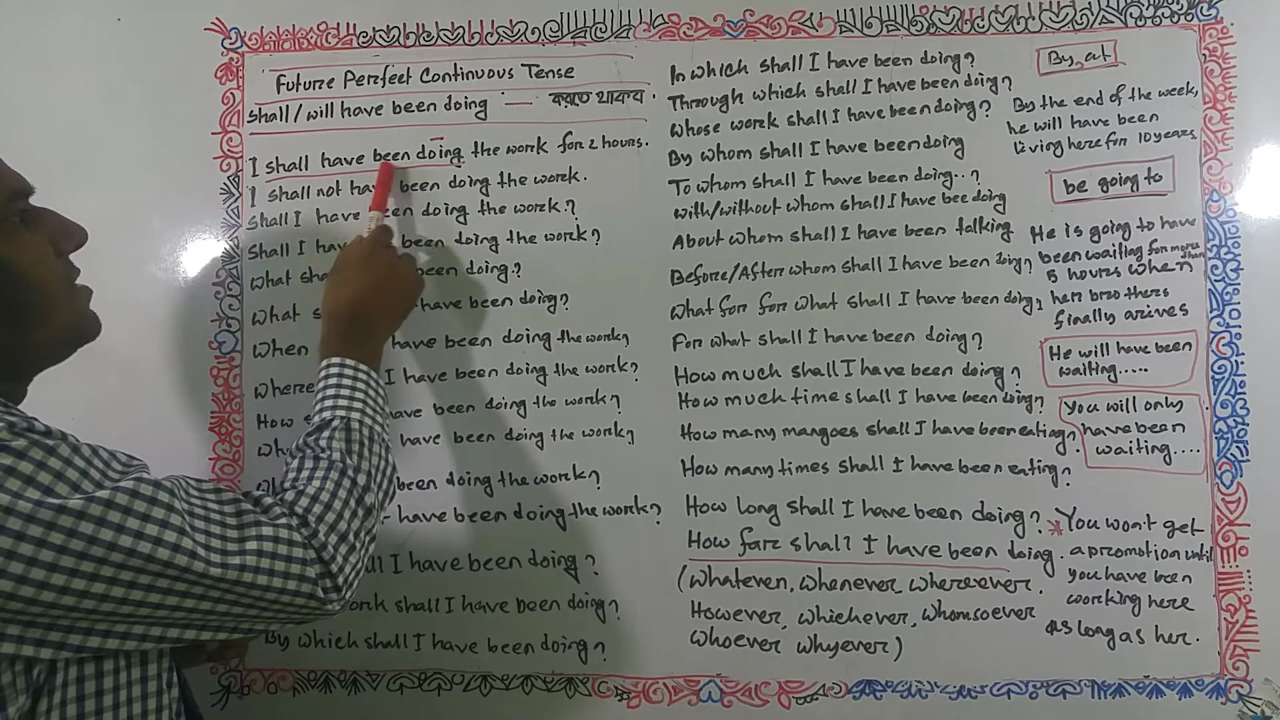 Future Perfect Continuous Tense
shall/will have been doing — করতে থাকব.
I shall have been doing the work for 2 hours.
I shall not have been doing the work.
Shall I have been doing the work?
Shall I have been doing the work?
What sha been doing?
What s have been doing?
When have been doing the work?
Where I have been doing the work?
How s have been doing the work?
have been doing the work?
been doing the work?
have been doing the work?
I have been doing?
work shall I have been doing?
By which shall I have been doing?
In which shall I have been doing?
Through which shall I have been doing?
Whose work shall I have been doing?
By whom shall I have been doing
To whom shall I have been doing..?
with/without whom shall I have bee doing
About whom shall I have been talking
Before/After whom shall I have been doing?
What for for what shall I have been doing?
For what shall I have been doing?
How much shall I have been doing?
How much time shall I have been doing?
How many mangoes shall I have been eating?
How many times shall I have been eating?
How long shall I have been doing?
How far shall I have been doing.
(Whatever, whenever, wherever.
However, whichever, whomsoever
Whoever whyever)
By, at
By the end of the week,
he will have been
living here for 10 years
be going to
He is going to have
been waiting for more than
5 hours when
her brothers
finally arives
He will have been
waiting.....
You will only
have been
waiting....
* You won't get
a promotion until
you have been
working here
as long as her.